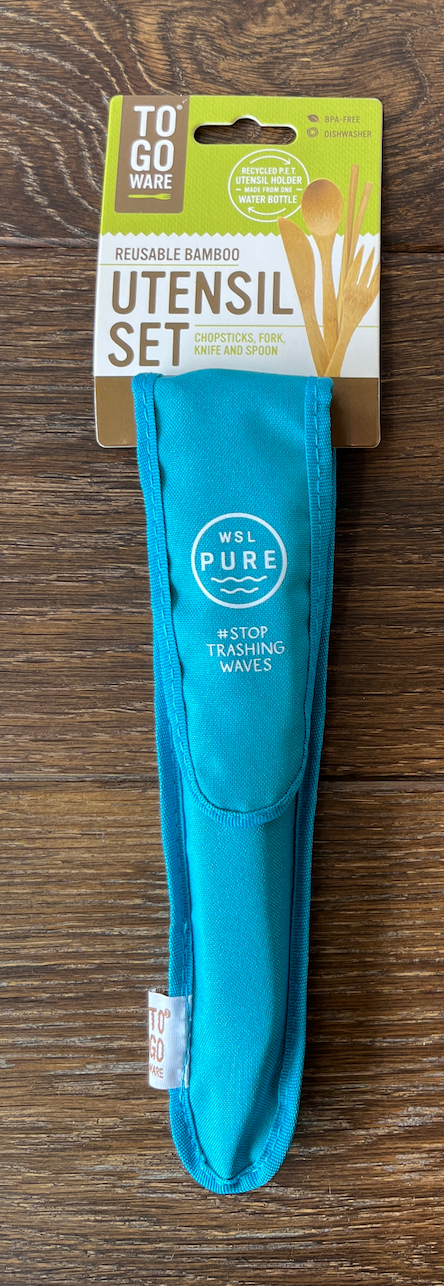 TO®
GO
WARE
BPA-FREE
DISHWASHER
RECYCLED P.E.T.
UTENSIL HOLDER
MADE FROM ONE
WATER BOTTLE
REUSABLE BAMBOO
UTENSIL
SET
CHOPSTICKS, FORK,
KNIFE AND SPOON
WSL
PURE
#STOP
TRASHING
WAVES
TO®
GO
WARE